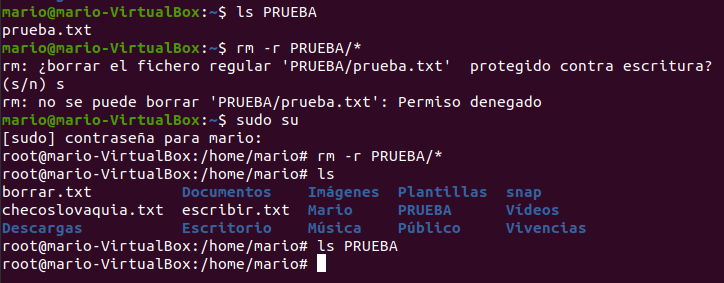 mario@mario-VirtualBox:~$ ls PRUEBA
prueba.txt
mario@mario-VirtualBox:~$ rm -r PRUEBA/*
rm: ¿borrar el fichero regular 'PRUEBA/prueba.txt'  protegido contra escritura?
(s/n) s
rm: no se puede borrar 'PRUEBA/prueba.txt': Permiso denegado
mario@mario-VirtualBox:~$ sudo su
[sudo] contraseña para mario:
root@mario-VirtualBox:/home/mario# rm -r PRUEBA/*
root@mario-VirtualBox:/home/mario# ls
borrar.txt Documentos Imágenes Plantillas snap
checoslovaquia.txt escribir.txt Mario PRUEBA Vídeos
Descargas Escritorio Música Público Vivencias
root@mario-VirtualBox:/home/mario# ls PRUEBA
root@mario-VirtualBox:/home/mario#